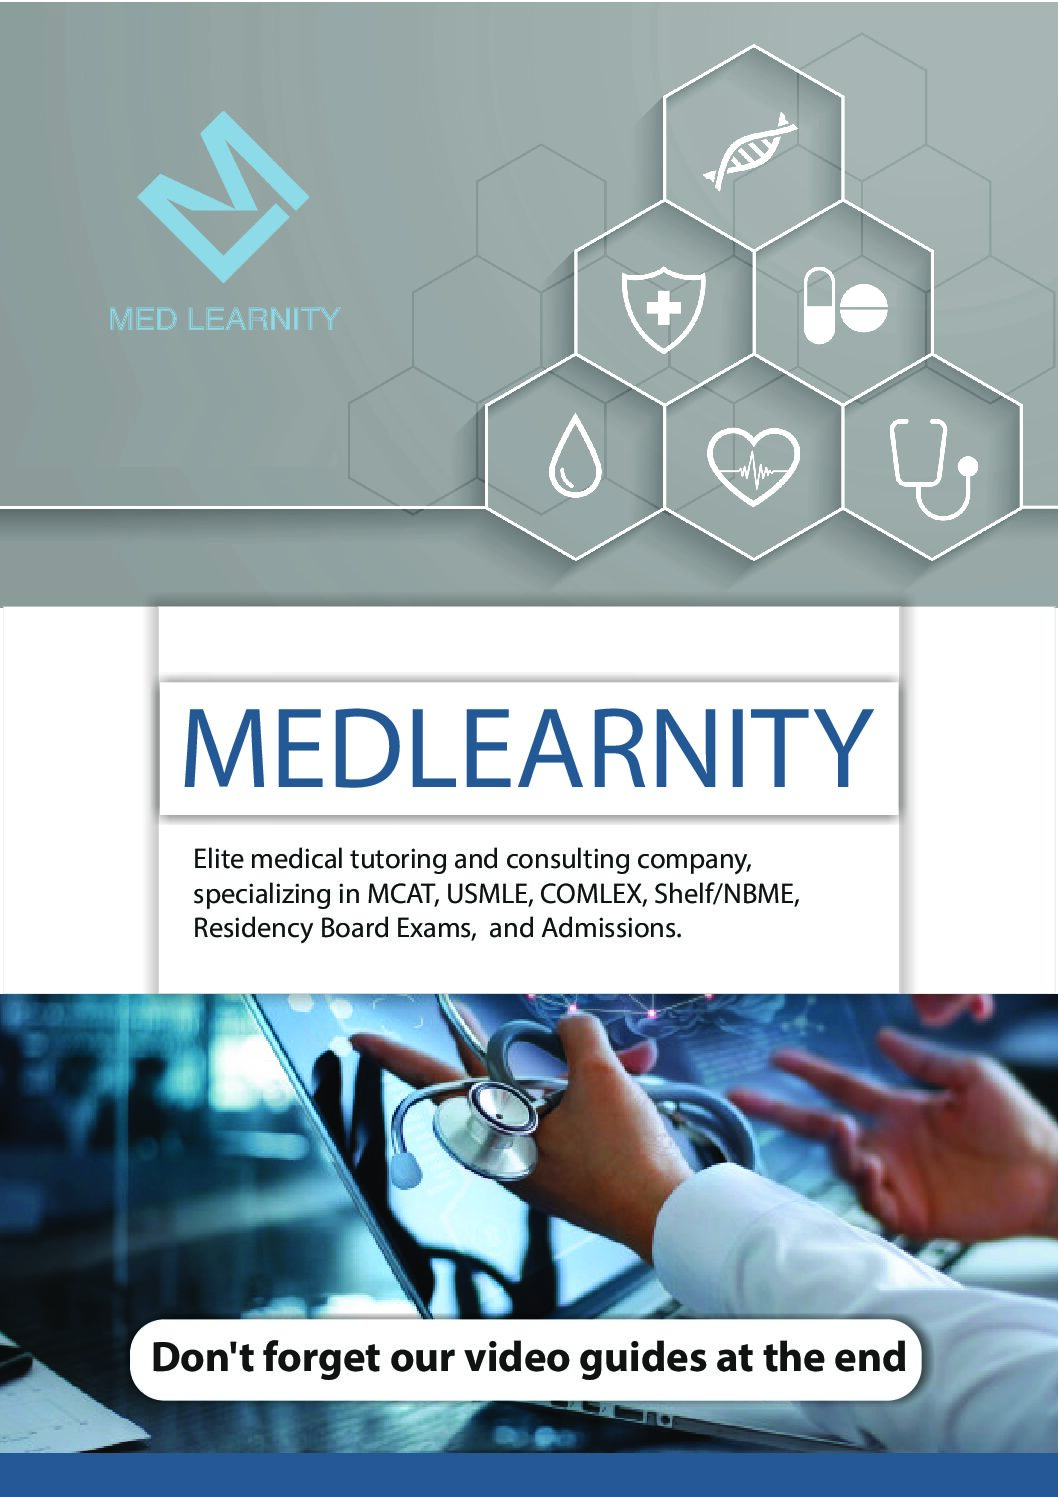 MED LEARNITY
MEDLEARNITY
Elite medical tutoring and consulting company,
specializing in MCAT, USMLE, COMLEX, Shelf/NBME,
Residency Board Exams,  and Admissions.
Don't forget our video guides at the end